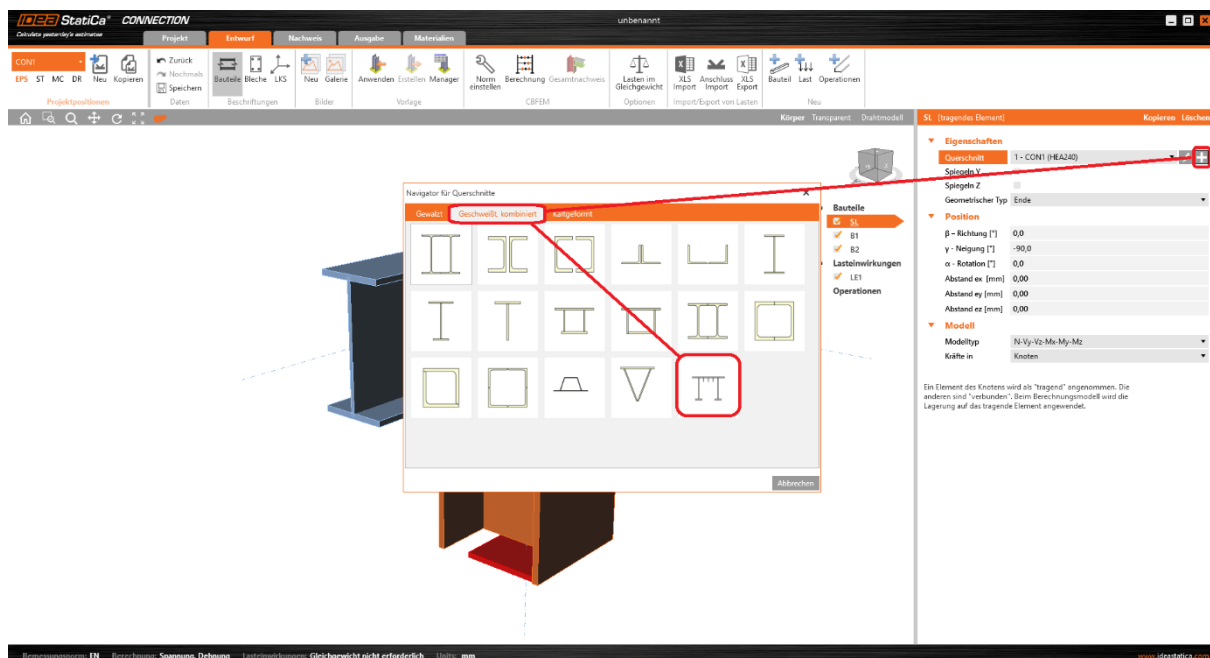 IDEA StatiCa® CONNECTION
unbenannt
Calculate yesterday's estimates
Projekt Entwurf Nachweis Ausgabe Materialien
CON1
EPS ST MC DR Neu Kopieren
Projektpositionen
Zurück
Nochmals
Speichern
Daten
Bauteile Bleche LKS
Beschriftungen
Neu Galerie
Bilder
Anwenden Erstellen Manager
Vorlage
Norm einstellen
Berechnung Gesamtnachweis
CBFEM
Lasten im Gleichgewicht
Optionen
XLS Import
Anschluss Import
XLS Export
Import/Export von Lasten
Bauteil Last Operationen
Neu
Körper Transparent Drahtmodell
SL [tragendes Element] Kopieren Löschen
Eigenschaften
Querschnitt 1 - CON1 (HEA240)
Spiegeln Y
Spiegeln Z
Geometrischer Typ Ende
Position
β – Richtung [°] 0,0
γ - Neigung [°] -90,0
α - Rotation [°] 0,0
Abstand ex [mm] 0,00
Abstand ey [mm] 0,00
Abstand ez [mm] 0,00
Modell
Modelltyp N-Vy-Vz-Mx-My-Mz
Kräfte in Knoten
Ein Element des Knotens wird als "tragend" angenommen. Die
anderen sind "verbunden". Beim Berechnungsmodell wird die
Lagerung auf das tragende Element angewendet.
Navigator für Querschnitte x
Gewalzt Geschweißt, kombiniert Kaltgeformt
Abbrechen
Bauteile
SL
B1
B2
Lasteinwirkungen
LE1
Operationen
Bemessungsnorm: EN Berechnung: Spannung, Dehnung Lasteinwirkungen: Gleichgewicht nicht erforderlich Units: mm
www.ideastatica.com